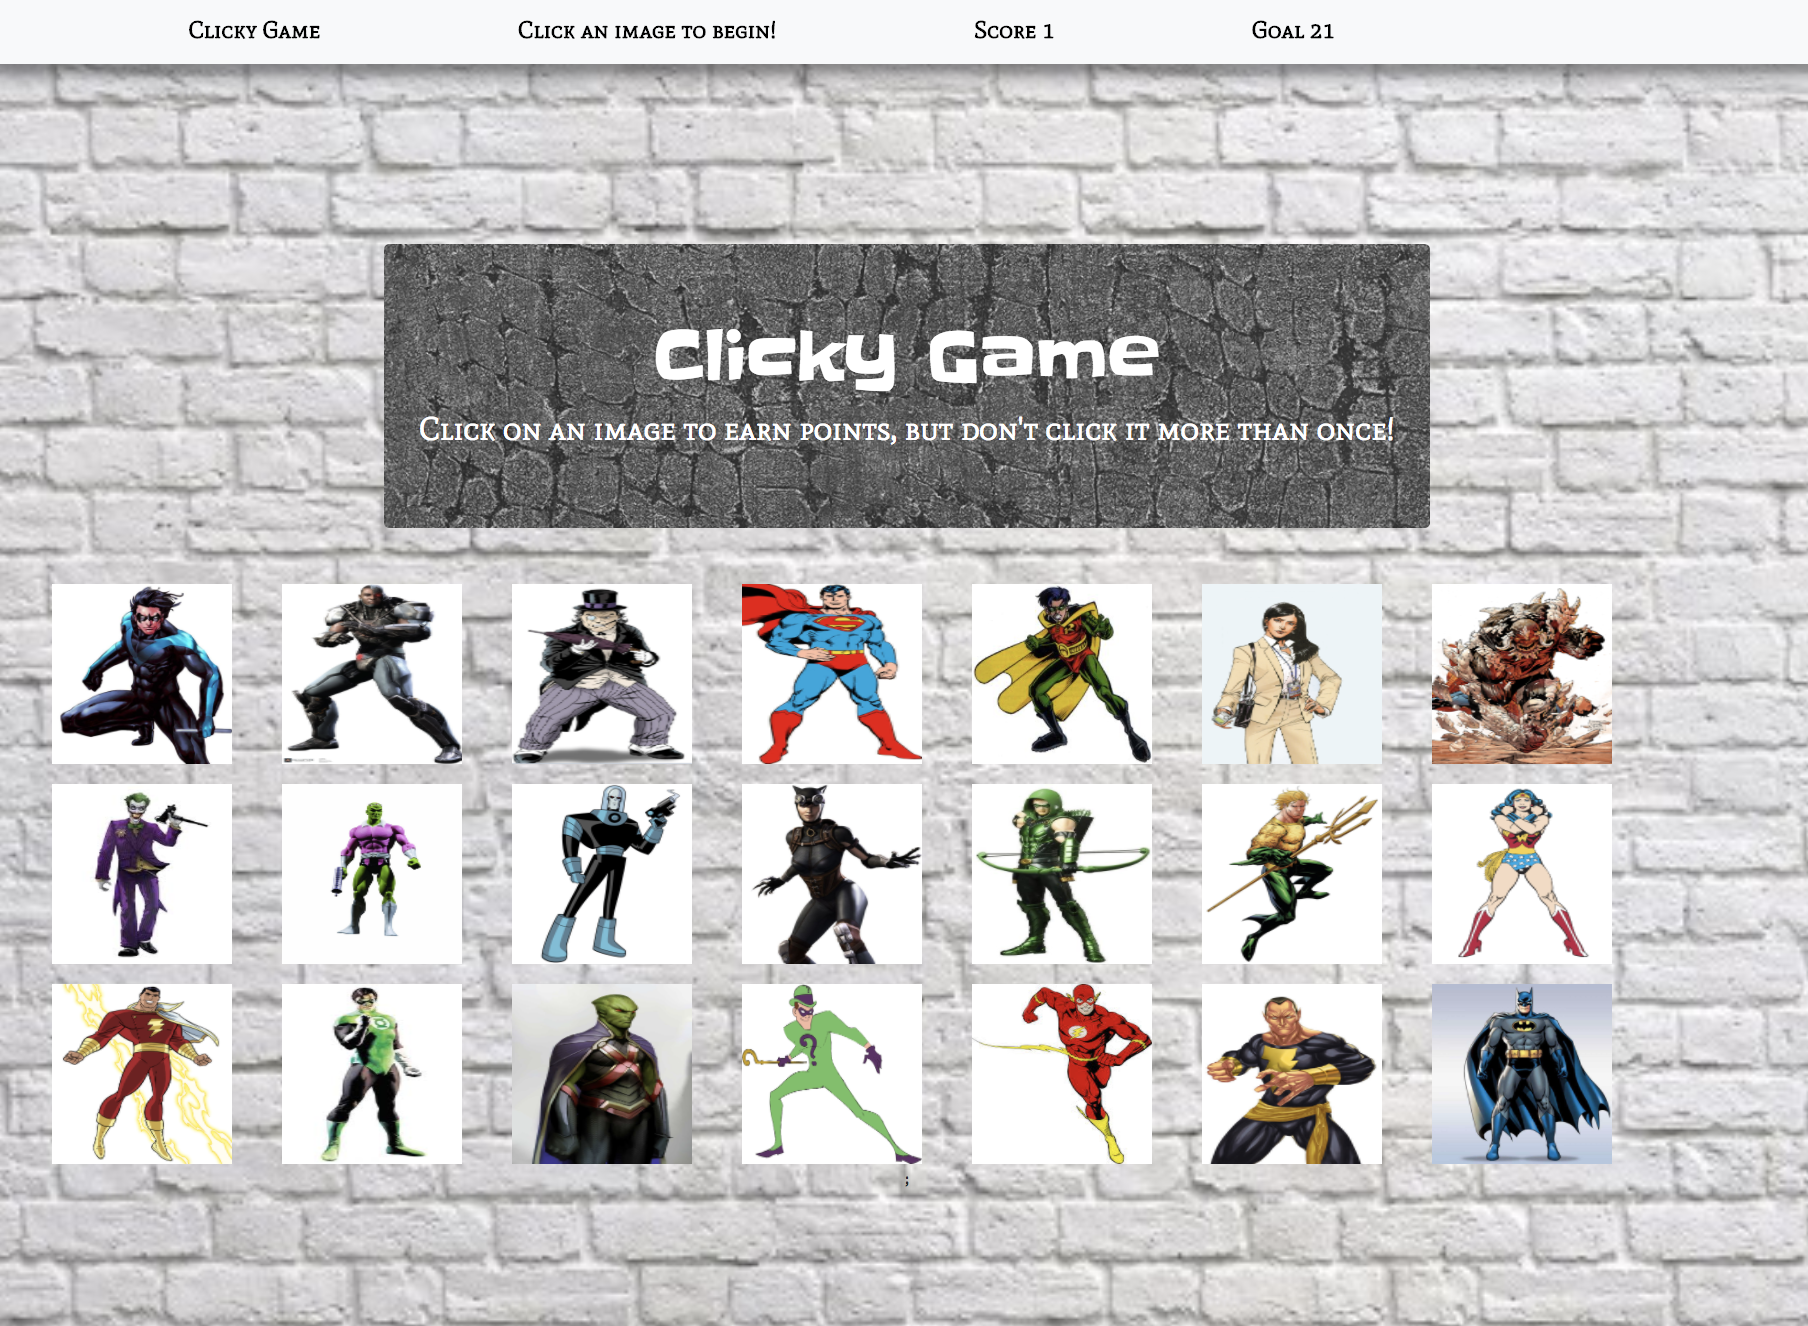 Clicky Game
Click an image to begin!
Score 1
Goal 21
Clicky Game
Click on an image to earn points, but don't click it more than once!
?
;